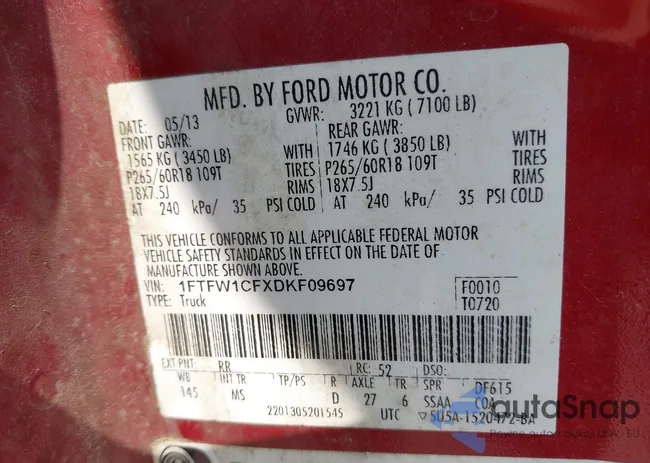 MFD. BY FORD MOTOR CO.
DATE: 05/13 GVWR: 3221 KG ( 7100 LB)
FRONT GAWR: REAR GAWR:
1565 KG ( 3450 LB) WITH 1746 KG ( 3850 LB) WITH
P265/60R18 109T TIRES P265/60R18 109T TIRES
18X7.5J RIMS 18X7.5J RIMS
AT 240 kPa/ 35 PSI COLD AT 240 kPa/ 35 PSI COLD
THIS VEHICLE CONFORMS TO ALL APPLICABLE FEDERAL MOTOR
VEHICLE SAFETY STANDARDS IN EFFECT ON THE DATE OF
MANUFACTURE SHOWN ABOVE.
VIN: 1FTFW1CFXDKF09697 F0010
TYPE: Truck T0720
EXT PNT: RR RC: 52 DSO:
WB INT TR TP/PS R AXLE TR SPR DF615
145 MS D 27 6 SSAA COA
2201305201545 UTC ▽5U5A-1520472-BA
autoSnap